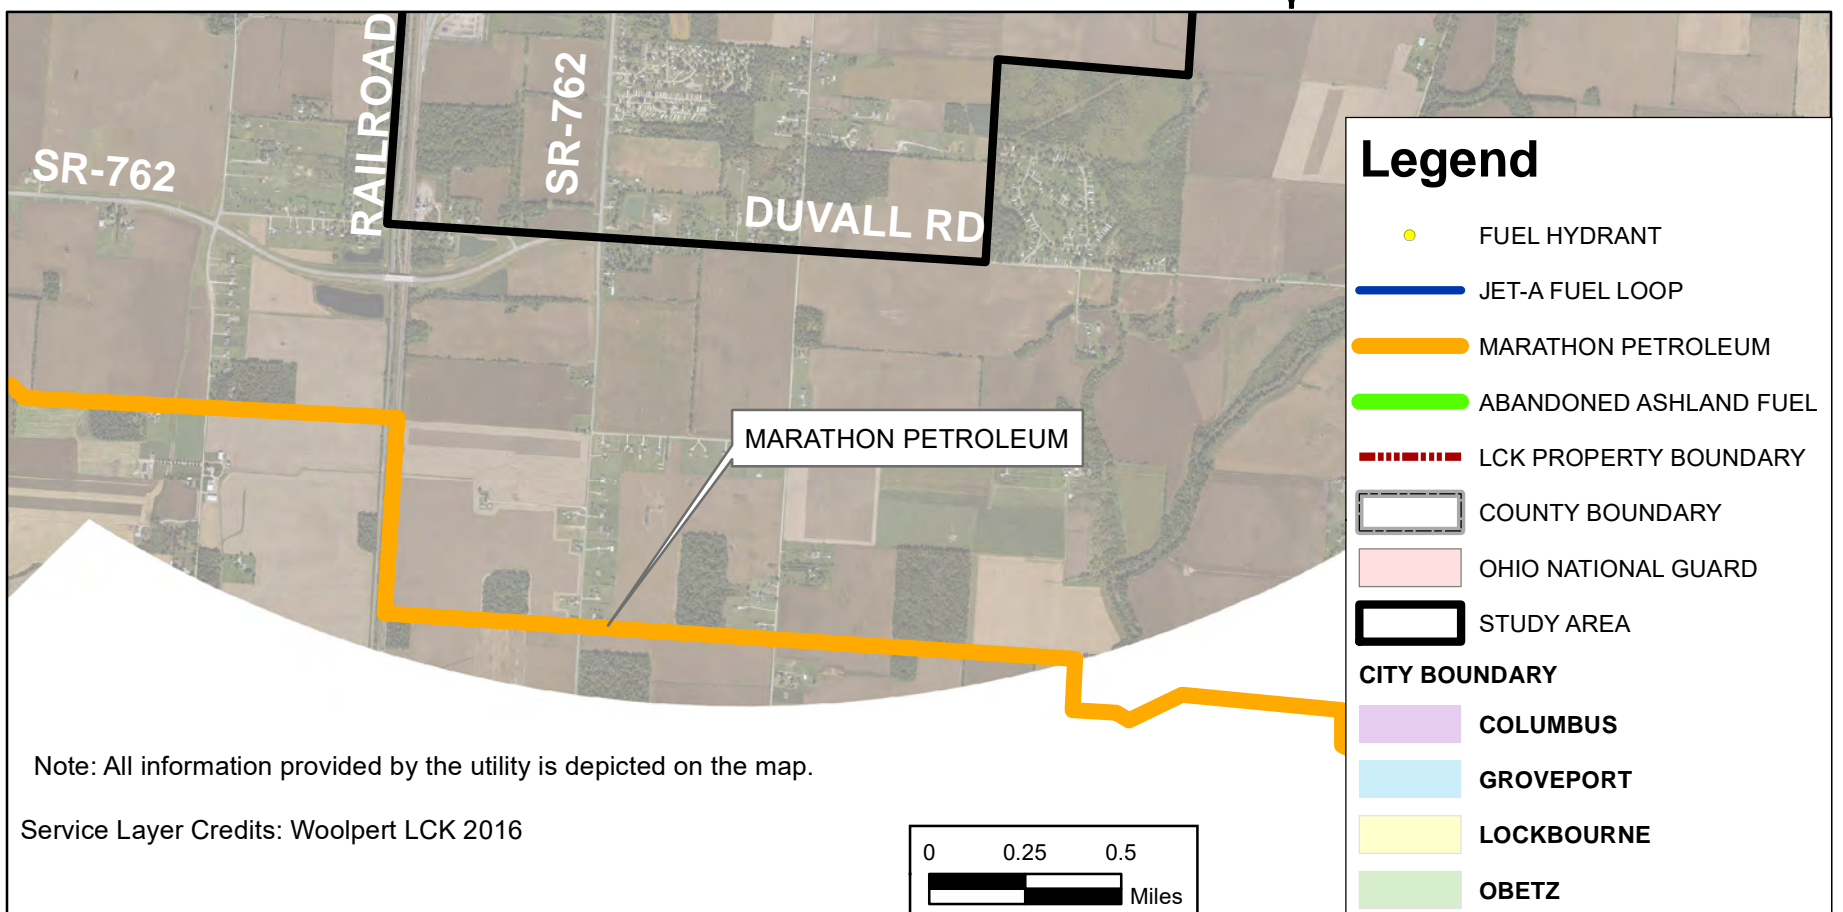 RAILROAD
SR-762
SR-762
DUVALL RD
MARATHON PETROLEUM
Note: All information provided by the utility is depicted on the map.
Service Layer Credits: Woolpert LCK 2016
0 0.25 0.5
Miles
Legend
FUEL HYDRANT
JET-A FUEL LOOP
MARATHON PETROLEUM
ABANDONED ASHLAND FUEL
LCK PROPERTY BOUNDARY
COUNTY BOUNDARY
OHIO NATIONAL GUARD
STUDY AREA
CITY BOUNDARY
COLUMBUS
GROVEPORT
LOCKBOURNE
OBETZ